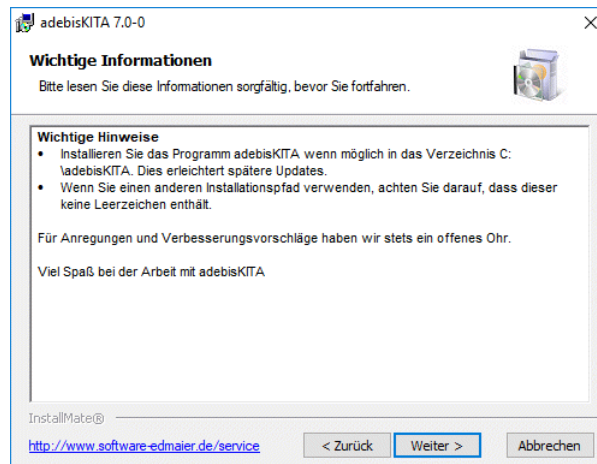 adebisKITA 7.0-0
Wichtige Informationen
Bitte lesen Sie diese Informationen sorgfältig, bevor Sie fortfahren.
Wichtige Hinweise
• Installieren Sie das Programm adebisKITA wenn möglich in das Verzeichnis C:
\adebisKITA. Dies erleichtert spätere Updates.
• Wenn Sie einen anderen Installationspfad verwenden, achten Sie darauf, dass dieser
keine Leerzeichen enthält.
Für Anregungen und Verbesserungsvorschläge haben wir stets ein offenes Ohr.
Viel Spaß bei der Arbeit mit adebisKITA
InstallMate®
http://www.software-edmaier.de/service < Zurück Weiter > Abbrechen